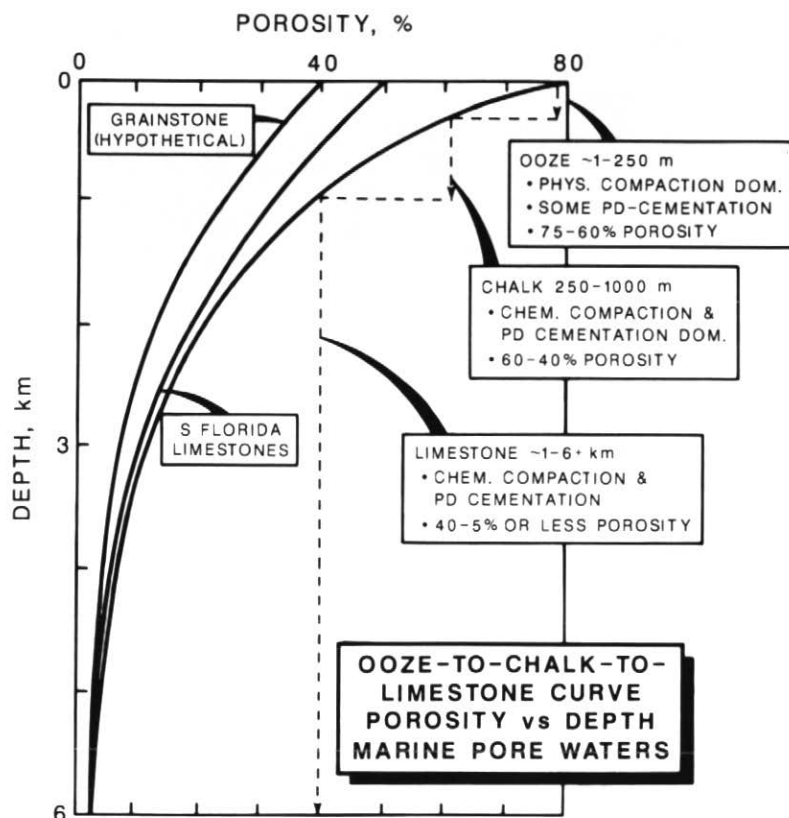 POROSITY, %
0 40 80
0
GRAINSTONE
(HYPOTHETICAL)
OOZE ~1-250 m
• PHYS. COMPACTION DOM.
• SOME PD-CEMENTATION
• 75-60% POROSITY
CHALK 250-1000 m
• CHEM. COMPACTION &
PD CEMENTATION DOM.
• 60-40% POROSITY
S FLORIDA
LIMESTONES
DEPTH, km
3
LIMESTONE ~1-6+ km
• CHEM. COMPACTION &
PD CEMENTATION
• 40-5% OR LESS POROSITY
OOZE-TO-CHALK-TO-
LIMESTONE CURVE
POROSITY vs DEPTH
MARINE PORE WATERS
6